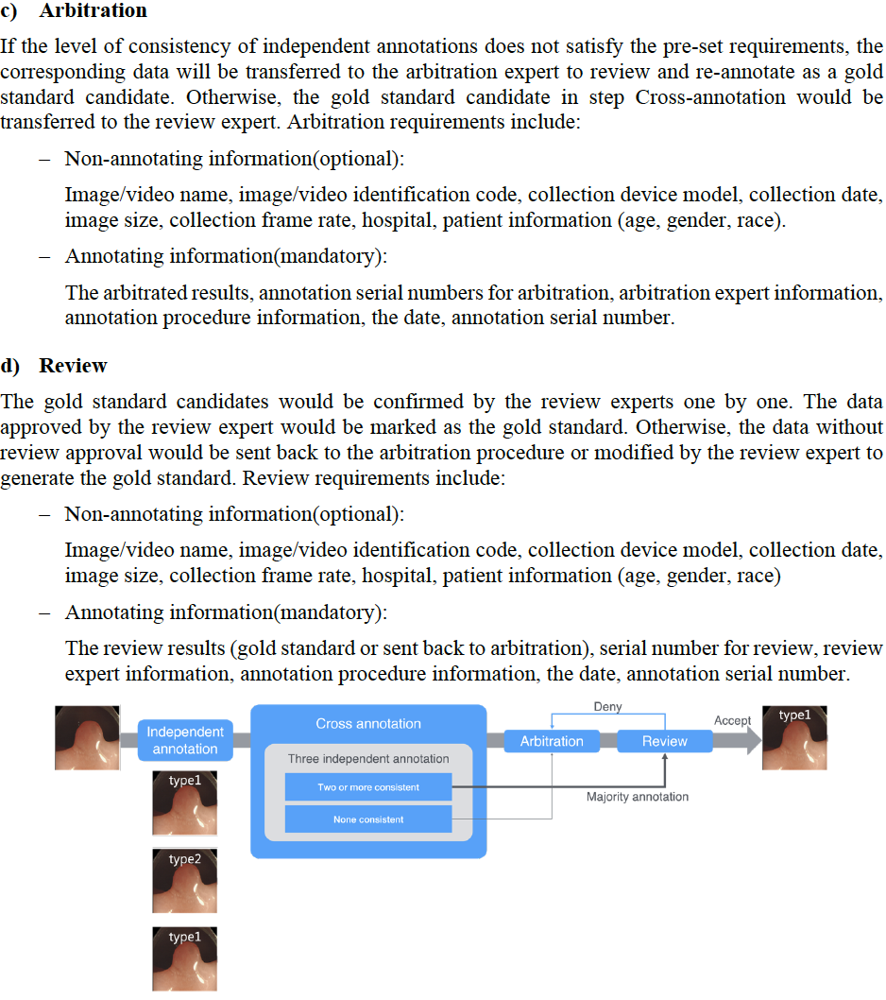 c) Arbitration
If the level of consistency of independent annotations does not satisfy the pre-set requirements, the
corresponding data will be transferred to the arbitration expert to review and re-annotate as a gold
standard candidate. Otherwise, the gold standard candidate in step Cross-annotation would be
transferred to the review expert. Arbitration requirements include:
– Non-annotating information(optional):
Image/video name, image/video identification code, collection device model, collection date,
image size, collection frame rate, hospital, patient information (age, gender, race).
– Annotating information(mandatory):
The arbitrated results, annotation serial numbers for arbitration, arbitration expert information,
annotation procedure information, the date, annotation serial number.
d) Review
The gold standard candidates would be confirmed by the review experts one by one. The data
approved by the review expert would be marked as the gold standard. Otherwise, the data without
review approval would be sent back to the arbitration procedure or modified by the review expert to
generate the gold standard. Review requirements include:
– Non-annotating information(optional):
Image/video name, image/video identification code, collection device model, collection date,
image size, collection frame rate, hospital, patient information (age, gender, race)
– Annotating information(mandatory):
The review results (gold standard or sent back to arbitration), serial number for review, review
expert information, annotation procedure information, the date, annotation serial number.
Independent
annotation
type1
type2
type1
Cross annotation
Three independent annotation
Two or more consistent
None consistent
Deny
Arbitration
Review
Majority annotation
Accept
type1